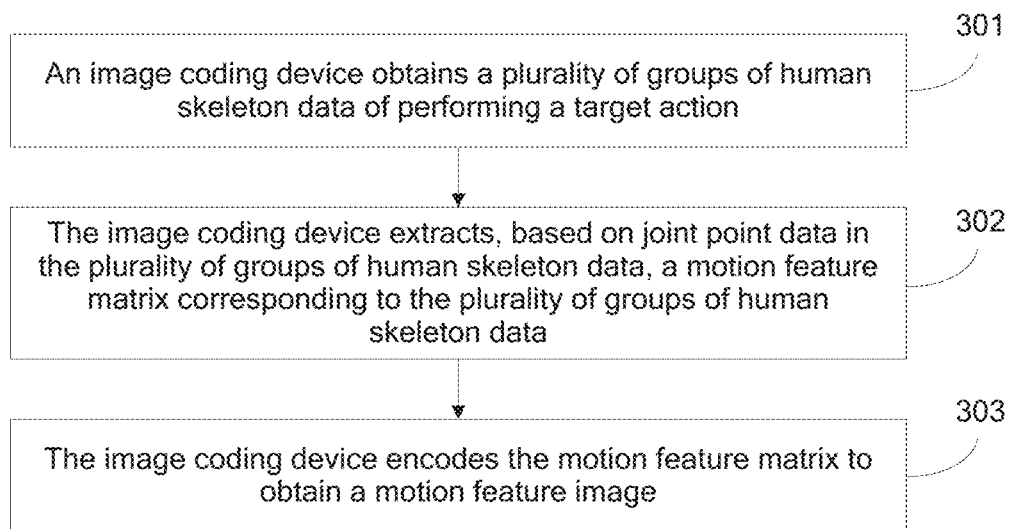 301
An image coding device obtains a plurality of groups of human
skeleton data of performing a target action
302
The image coding device extracts, based on joint point data in
the plurality of groups of human skeleton data, a motion feature
matrix corresponding to the plurality of groups of human
skeleton data
303
The image coding device encodes the motion feature matrix to
obtain a motion feature image